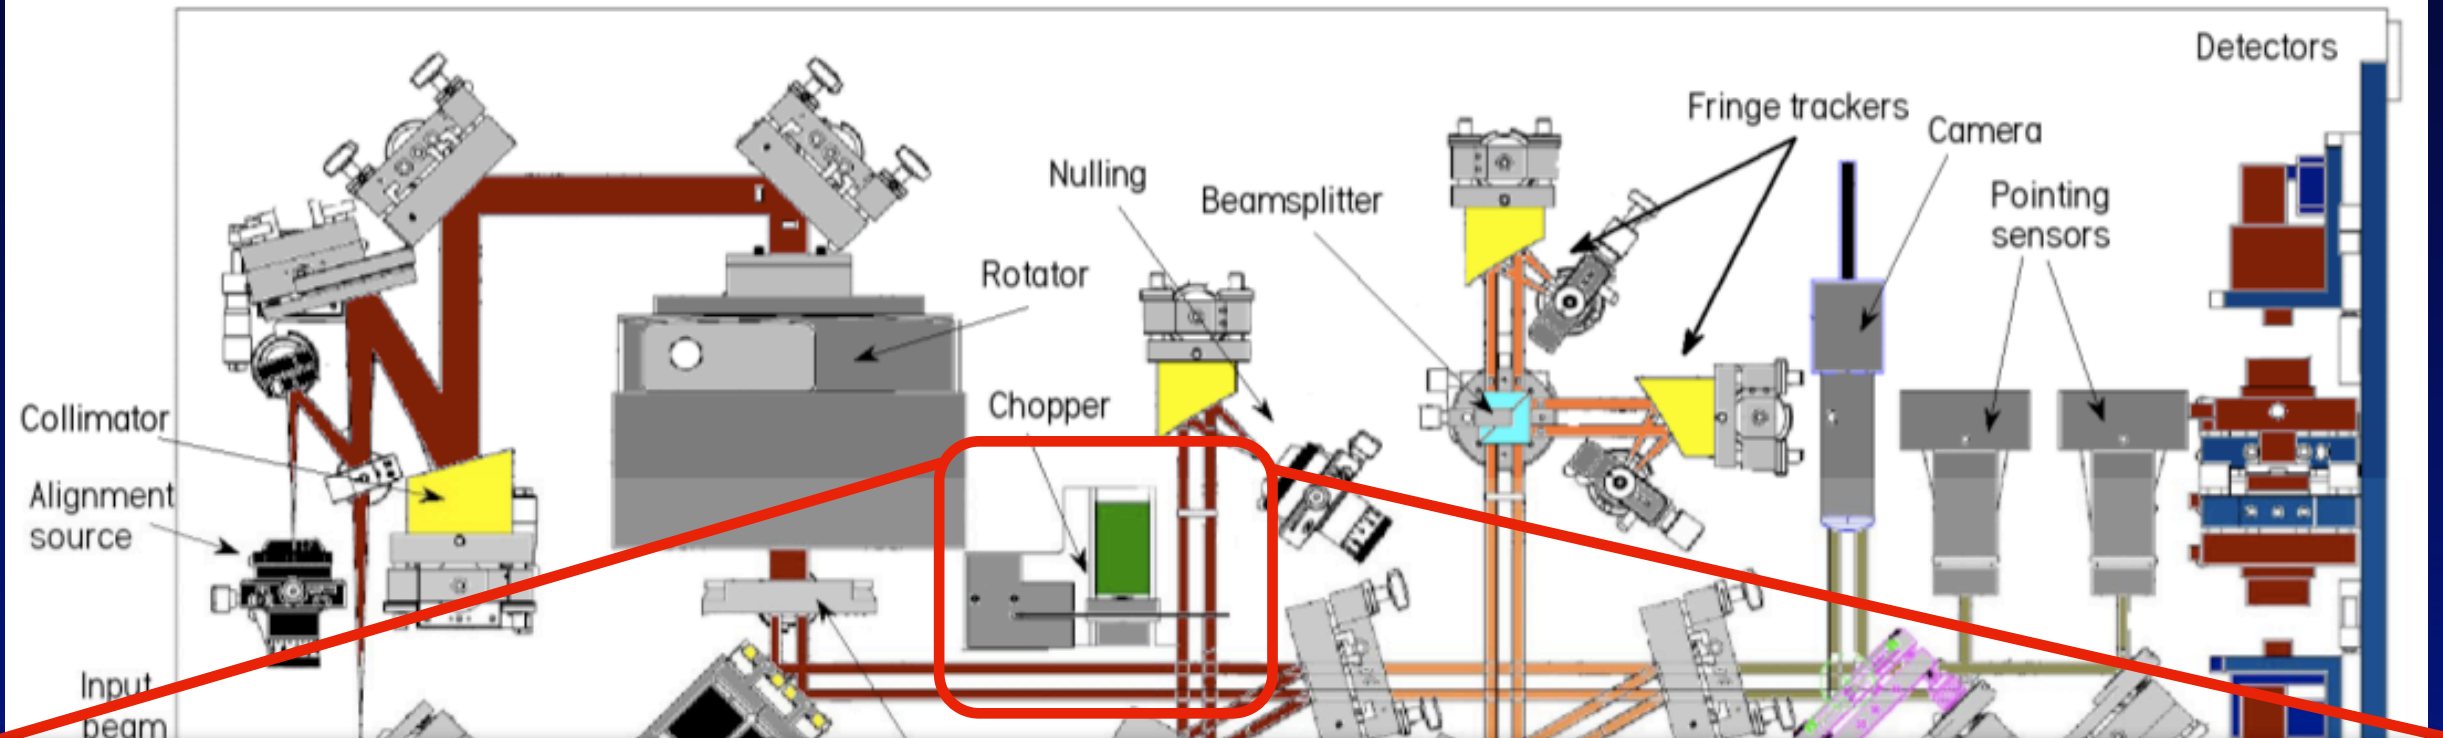 Detectors
Fringe trackers
Camera
Nulling
Beamsplitter
Pointing
sensors
Rotator
Chopper
Collimator
Alignment
source
Input
beam